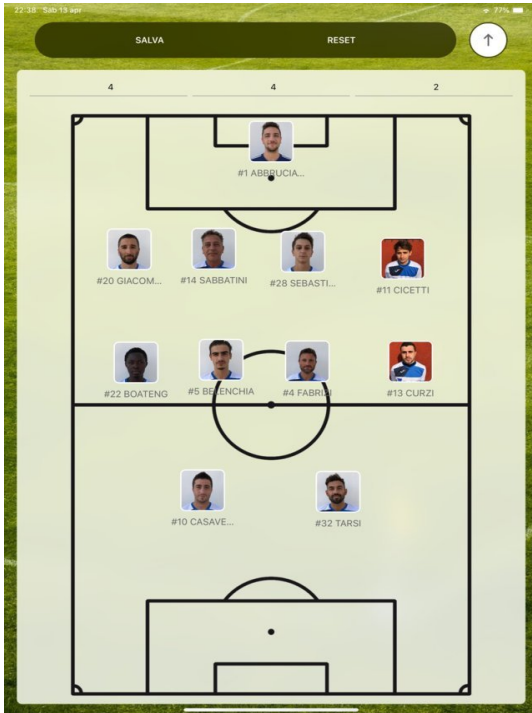 22:38 Sab 13 apr 77%
SALVA RESET
4 4 2
#1 ABBRUCIA...
#20 GIACOM... #14 SABBATINI #28 SEBASTI... #11 CICETTI
#22 BOATENG #5 BELENCHIA #4 FABRIZI #13 CURZI
#10 CASAVE... #32 TARSI